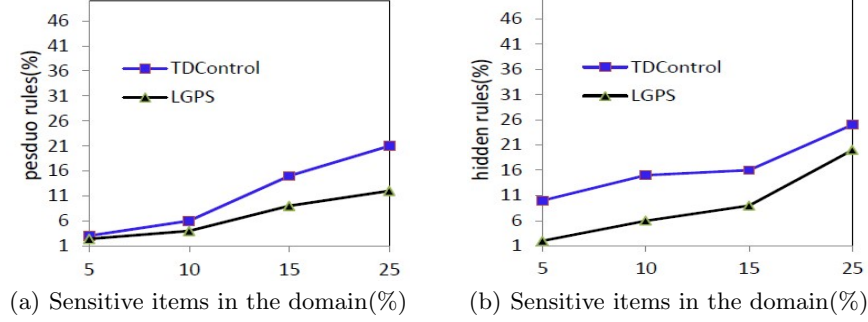 46
41
36
31
26
21
16
11
6
1
pesduo rules(%)
TDControl
LGPS
5 10 15 25
(a) Sensitive items in the domain(%)
46
41
36
31
26
21
16
11
6
1
hidden rules(%)
TDControl
LGPS
5 10 15 25
(b) Sensitive items in the domain(%)